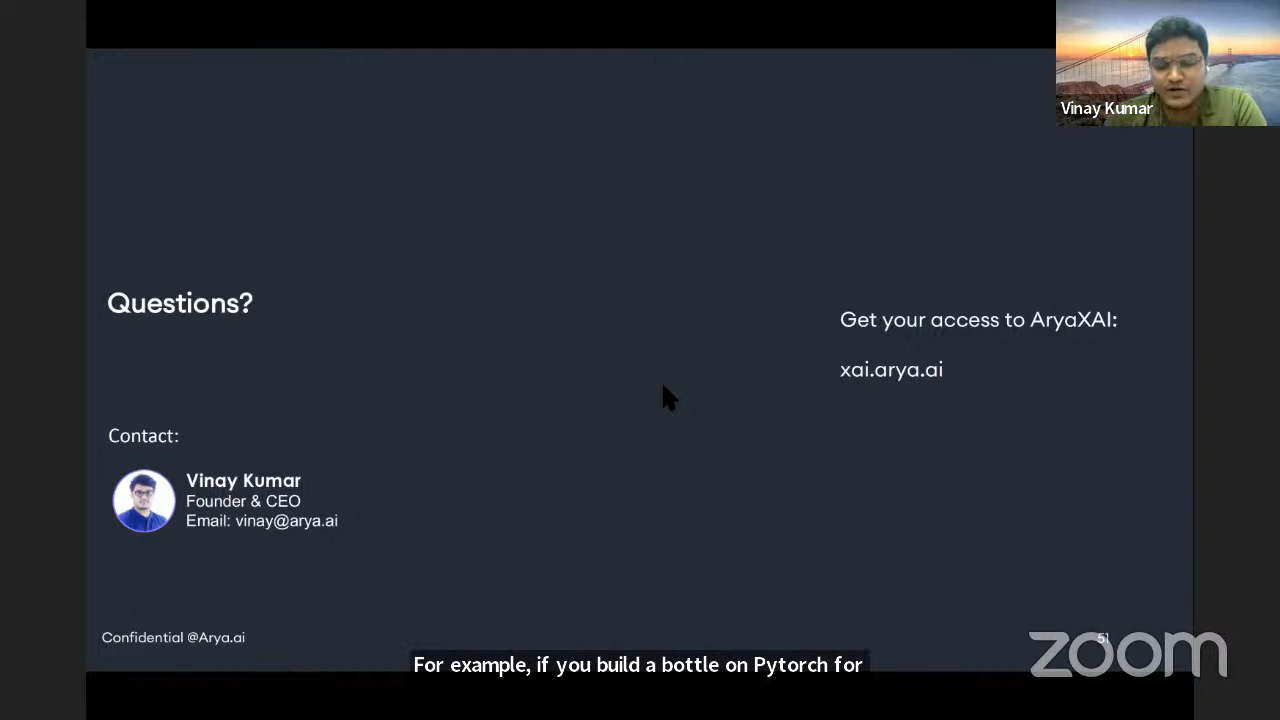 Vinay Kumar
Questions?
Get your access to AryaXAI:
xai.arya.ai
Contact:
Vinay Kumar
Founder & CEO
Email: vinay@arya.ai
Confidential @Arya.ai
51
zoom
For example, if you build a bottle on Pytorch for